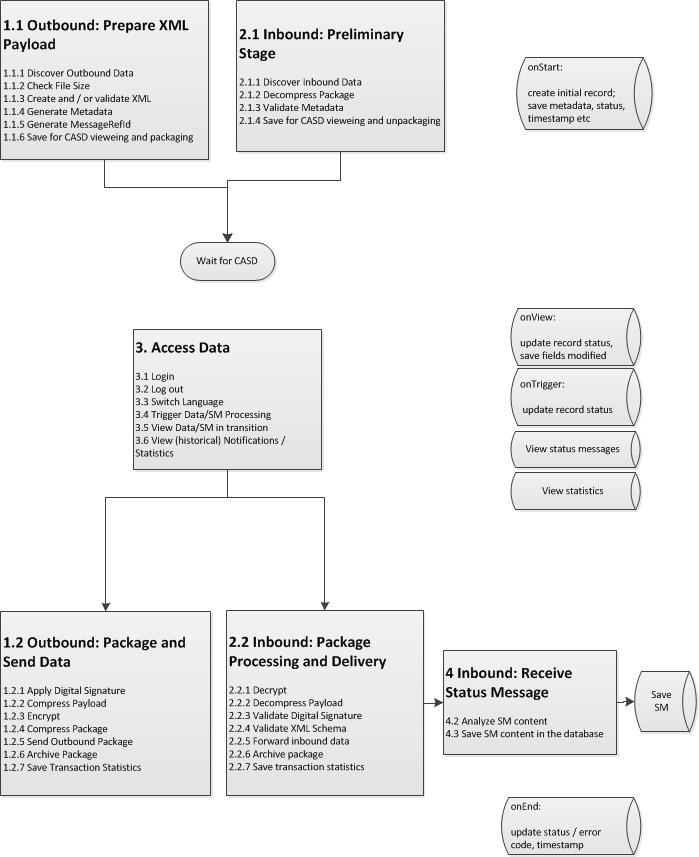 1.1 Outbound: Prepare XML
Payload
1.1.1 Discover Outbound Data
1.1.2 Check File Size
1.1.3 Create and / or validate XML
1.1.4 Generate Metadata
1.1.5 Generate MessageRefId
1.1.6 Save for CASD vieweing and packaging
2.1 Inbound: Preliminary
Stage
2.1.1 Discover Inbound Data
2.1.2 Decompress Package
2.1.3 Validate Metadata
2.1.4 Save for CASD vieweing and unpackaging
onStart:
create initial record;
save metadata, status,
timestamp etc
Wait for CASD
3. Access Data
3.1 Login
3.2 Log out
3.3 Switch Language
3.4 Trigger Data/SM Processing
3.5 View Data/SM in transition
3.6 View (historical) Notifications /
Statistics
onView:
update record status,
save fields modified
onTrigger:
update record status
View status messages
View statistics
1.2 Outbound: Package and
Send Data
1.2.1 Apply Digital Signature
1.2.2 Compress Payload
1.2.3 Encrypt
1.2.4 Compress Package
1.2.5 Send Outbound Package
1.2.6 Archive Package
1.2.7 Save Transaction Statistics
2.2 Inbound: Package
Processing and Delivery
2.2.1 Decrypt
2.2.2 Decompress Payload
2.2.3 Validate Digital Signature
2.2.4 Validate XML Schema
2.2.5 Forward inbound data
2.2.6 Archive package
2.2.7 Save transaction statistics
4 Inbound: Receive
Status Message
4.2 Analyze SM content
4.3 Save SM content in the database
Save
SM
onEnd:
update status / error
code, timestamp